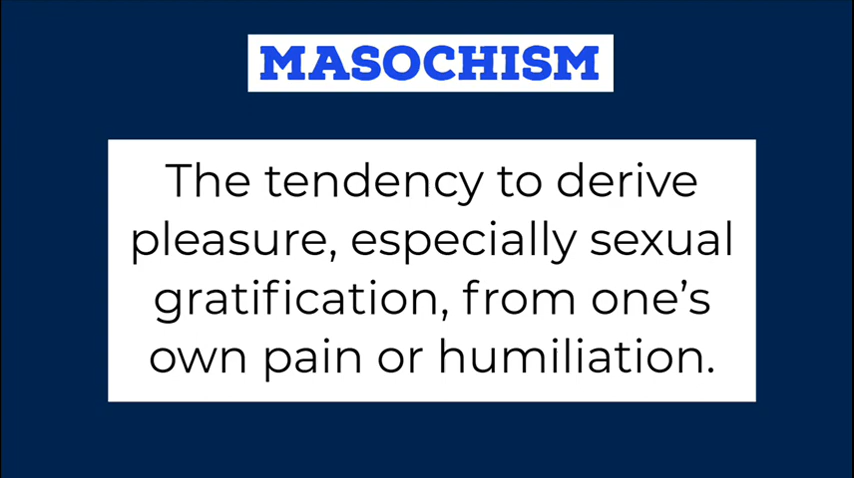 MASOCHISM
The tendency to derive
pleasure, especially sexual
gratification, from one’s
own pain or humiliation.